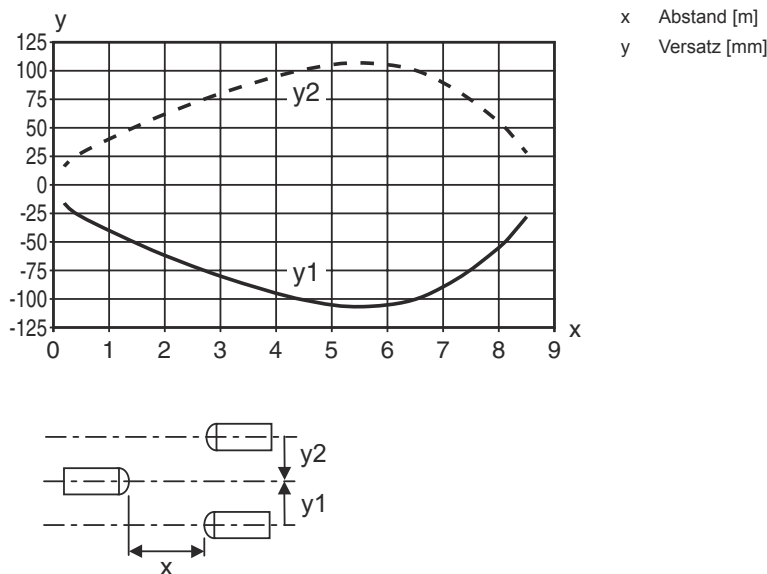 y
125
100
75
50
25
0
-25
-50
-75
-100
-125
y2
y1
0 1 2 3 4 5 6 7 8 9
x
x Abstand [m]
y Versatz [mm]
y2
y1
x